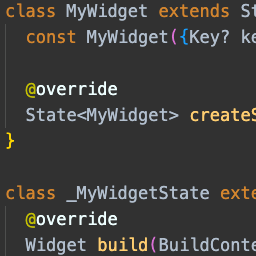 class MyWidget extends St
const MyWidget({Key? ke
@override
State<MyWidget> createS
}
class _MyWidgetState exte
@override
Widget build(BuildConte